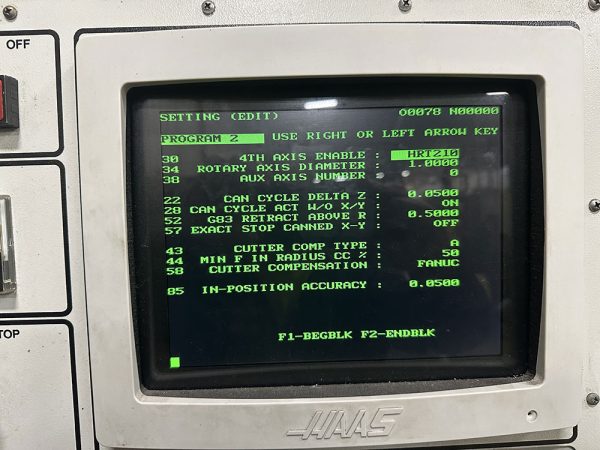 OFF
SETTING (EDIT) O0078 N00000
PROGRAM 2 USE RIGHT OR LEFT ARROW KEY
30 4TH AXIS ENABLE : HRT210
34 ROTARY AXIS DIAMETER : 1.0000
38 AUX AXIS NUMBER : 0
22 CAN CYCLE DELTA Z : 0.0500
28 CAN CYCLE ACT W/O X/Y: ON
52 G83 RETRACT ABOVE R : 0.5000
57 EXACT STOP CANNED X-Y : OFF
43 CUTTER COMP TYPE : A
44 MIN F IN RADIUS CC % : 50
58 CUTTER COMPENSATION : FANUC
85 IN-POSITION ACCURACY : 0.0500
TOP
F1-BEGBLK F2-ENDBLK
HAAS